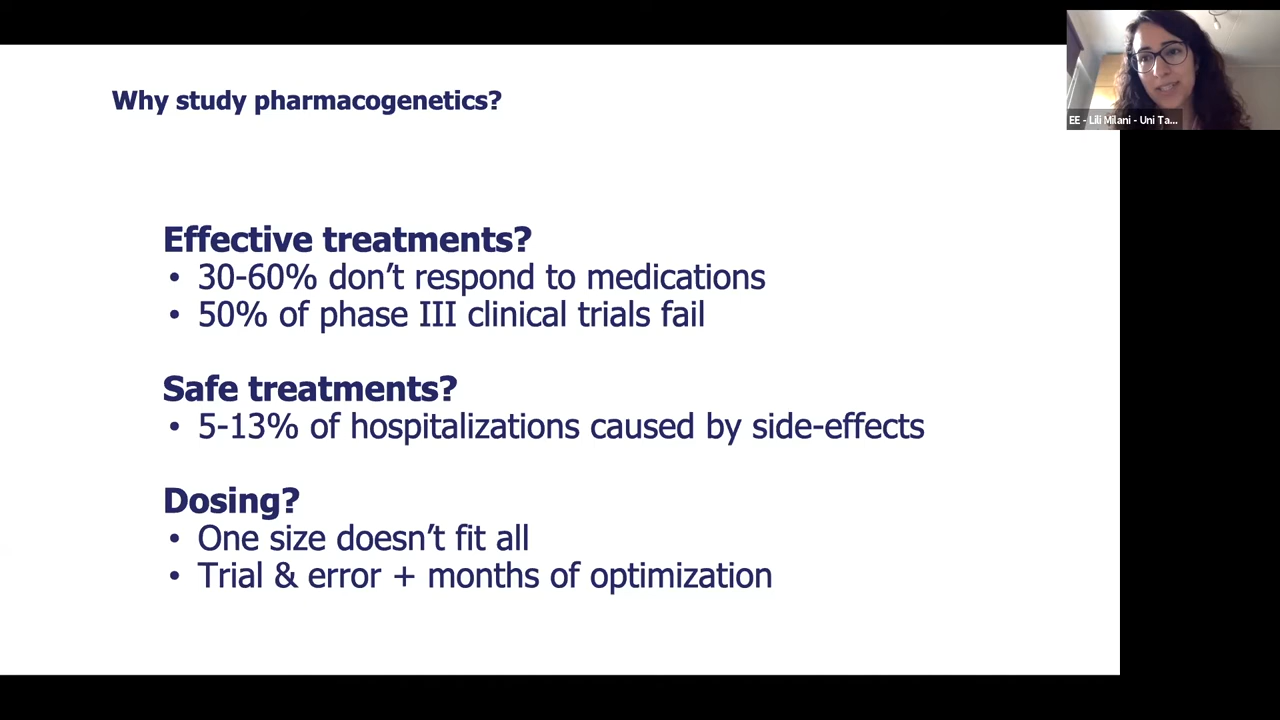 Why study pharmacogenetics?
EE - Lili Milani - Uni Ta...
Effective treatments?
• 30-60% don’t respond to medications
• 50% of phase III clinical trials fail
Safe treatments?
• 5-13% of hospitalizations caused by side-effects
Dosing?
• One size doesn’t fit all
• Trial & error + months of optimization